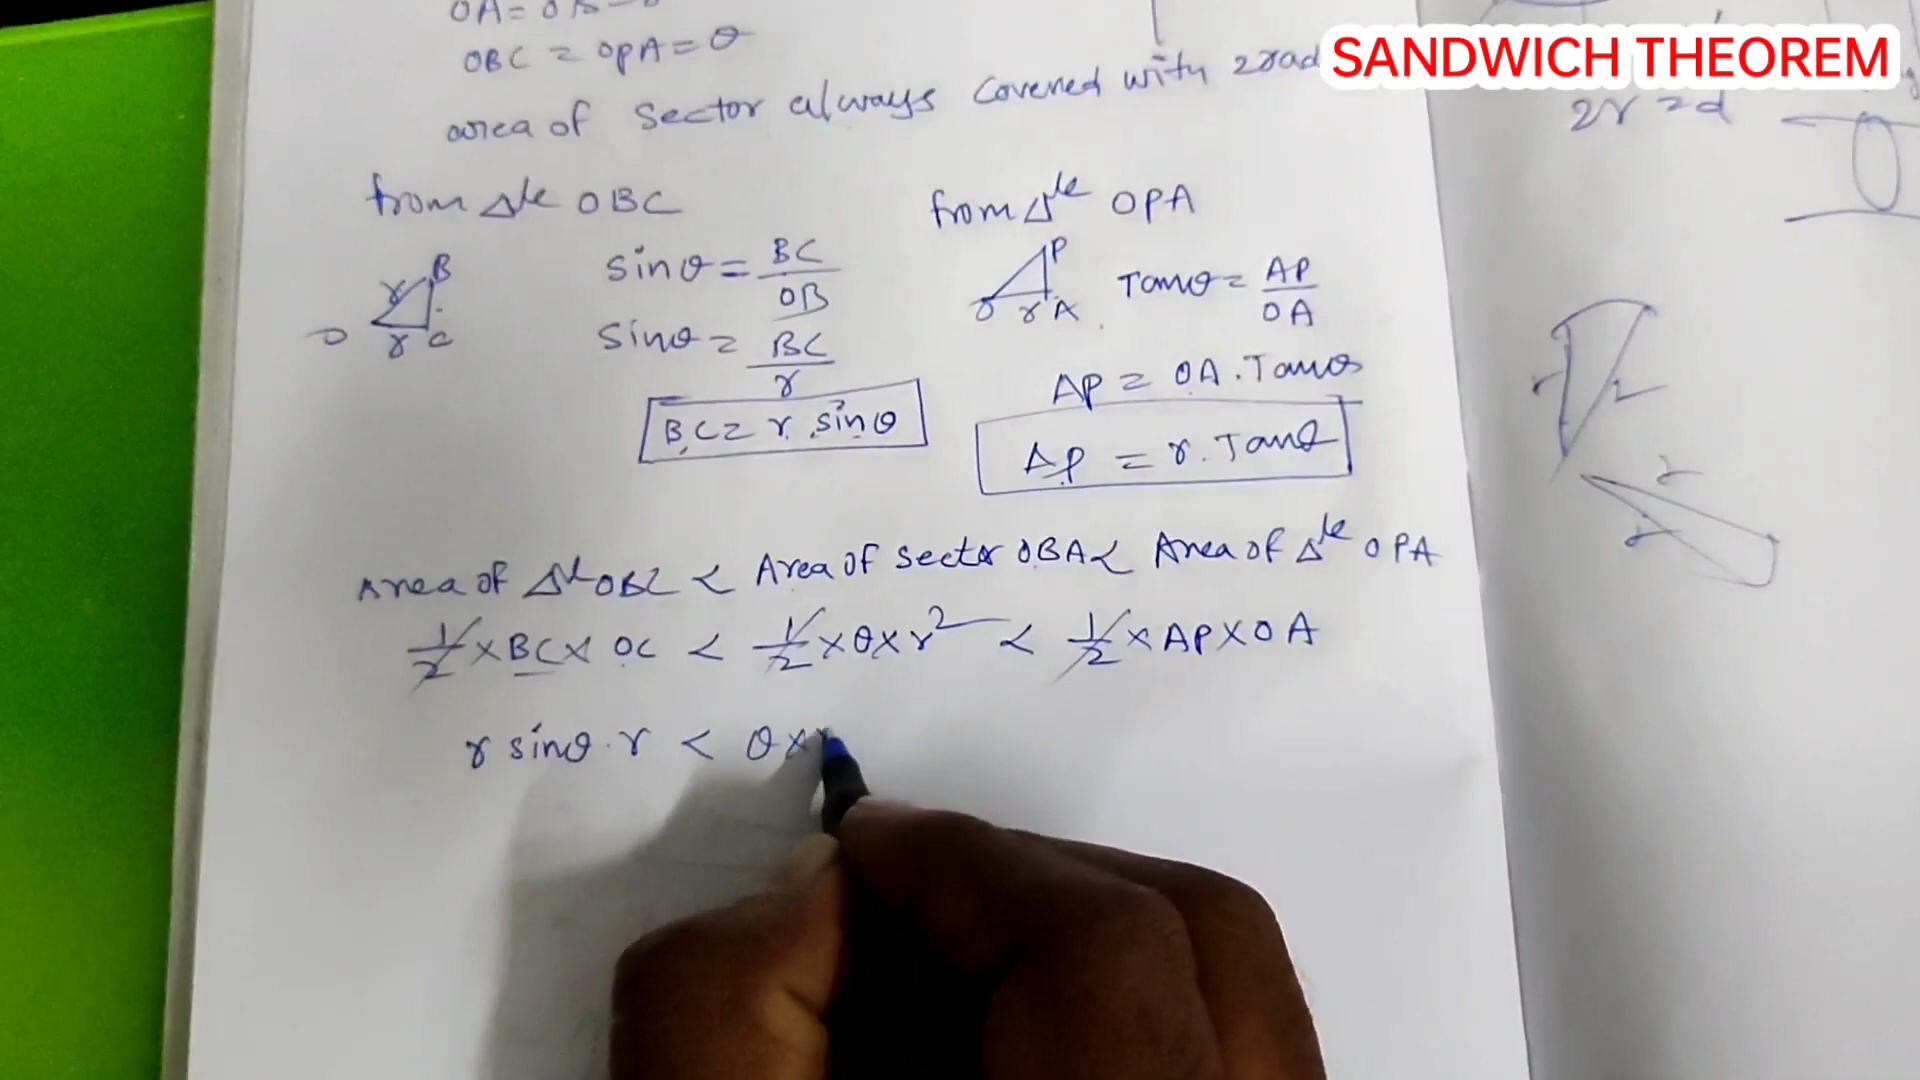 SANDWICH THEOREM
OA = OB =
OBC = OPA = θ
area of sector always covered with 2rad
2r = d
from Δle OBC
B
r
O r C
sinθ = BC/OB
sinθ = BC/r
BC = r. sinθ
from Δle OPA
P
O r A
Tanθ = AP/OA
AP = OA. Tanθ
AP = r. Tanθ
r
r
r
Area of Δle OBC < Area of sector OBA < Area of Δle OPA
1/2 × BC × OC < 1/2 × θ × r² < 1/2 × AP × OA
r sinθ. r < θ ×